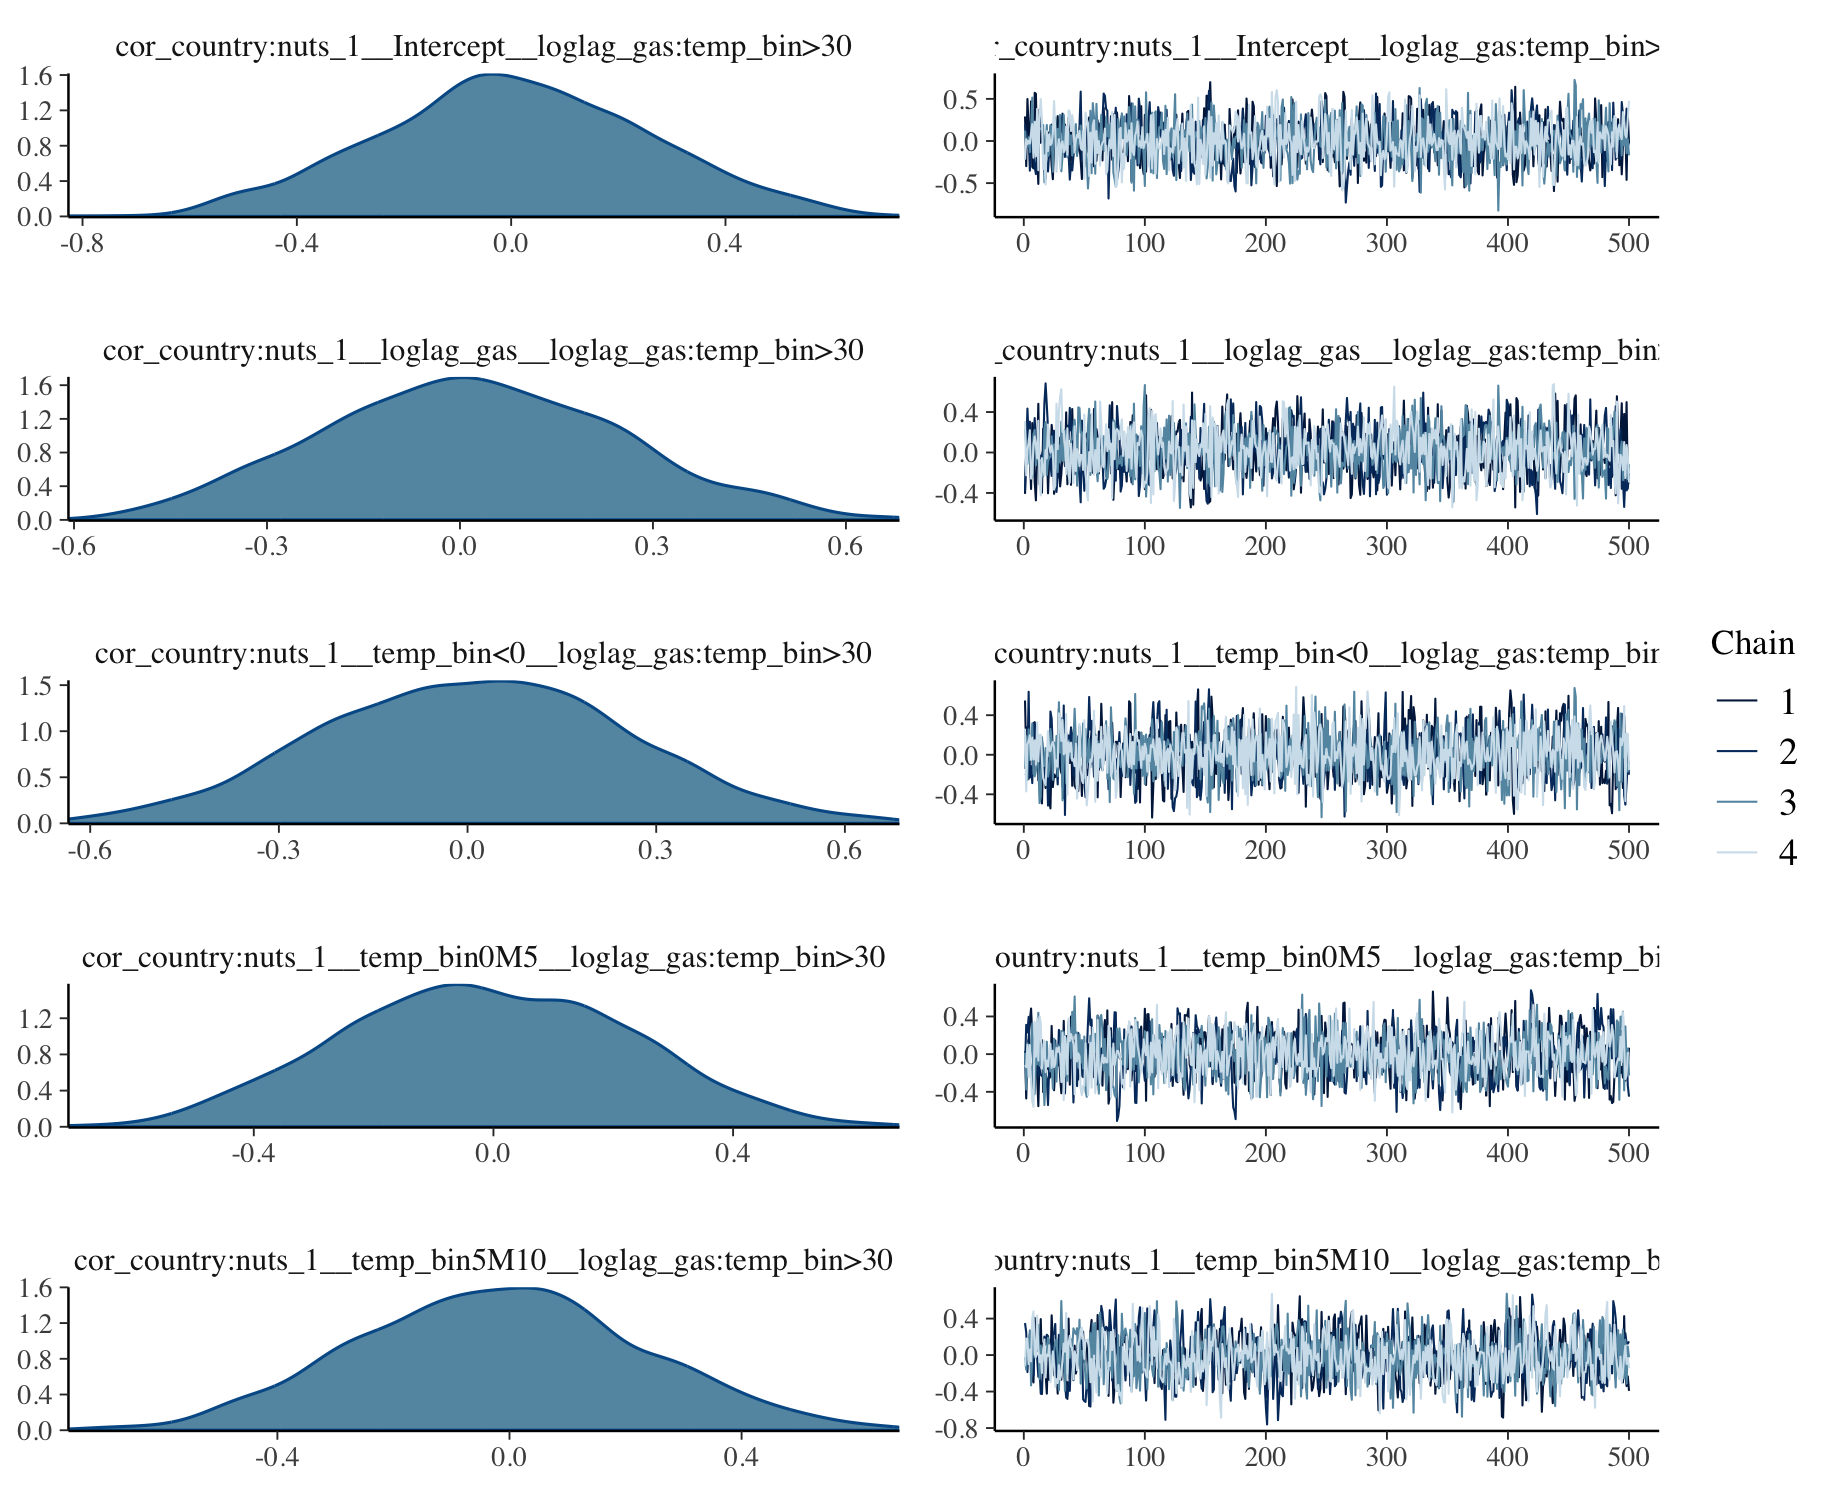 cor_country:nuts_1__Intercept__loglag_gas:temp_bin>30
1.6
1.2
0.8
0.4
0.0
-0.8 -0.4 0.0 0.4
_country:nuts_1__Intercept__loglag_gas:temp_bin>
0.5
0.0
-0.5
0 100 200 300 400 500
cor_country:nuts_1__loglag_gas__loglag_gas:temp_bin>30
1.6
1.2
0.8
0.4
0.0
-0.6 -0.3 0.0 0.3 0.6
_country:nuts_1__loglag_gas__loglag_gas:temp_bin
0.4
0.0
-0.4
0 100 200 300 400 500
cor_country:nuts_1__temp_bin<0__loglag_gas:temp_bin>30
1.5
1.0
0.5
0.0
-0.6 -0.3 0.0 0.3 0.6
country:nuts_1__temp_bin<0__loglag_gas:temp_bin
0.4
0.0
-0.4
0 100 200 300 400 500
cor_country:nuts_1__temp_bin0M5__loglag_gas:temp_bin>30
1.2
0.8
0.4
0.0
-0.4 0.0 0.4
ountry:nuts_1__temp_bin0M5__loglag_gas:temp_bi
0.4
0.0
-0.4
0 100 200 300 400 500
cor_country:nuts_1__temp_bin5M10__loglag_gas:temp_bin>30
1.6
1.2
0.8
0.4
0.0
-0.4 0.0 0.4
ountry:nuts_1__temp_bin5M10__loglag_gas:temp_b
0.4
0.0
-0.4
-0.8
0 100 200 300 400 500
Chain
1
2
3
4